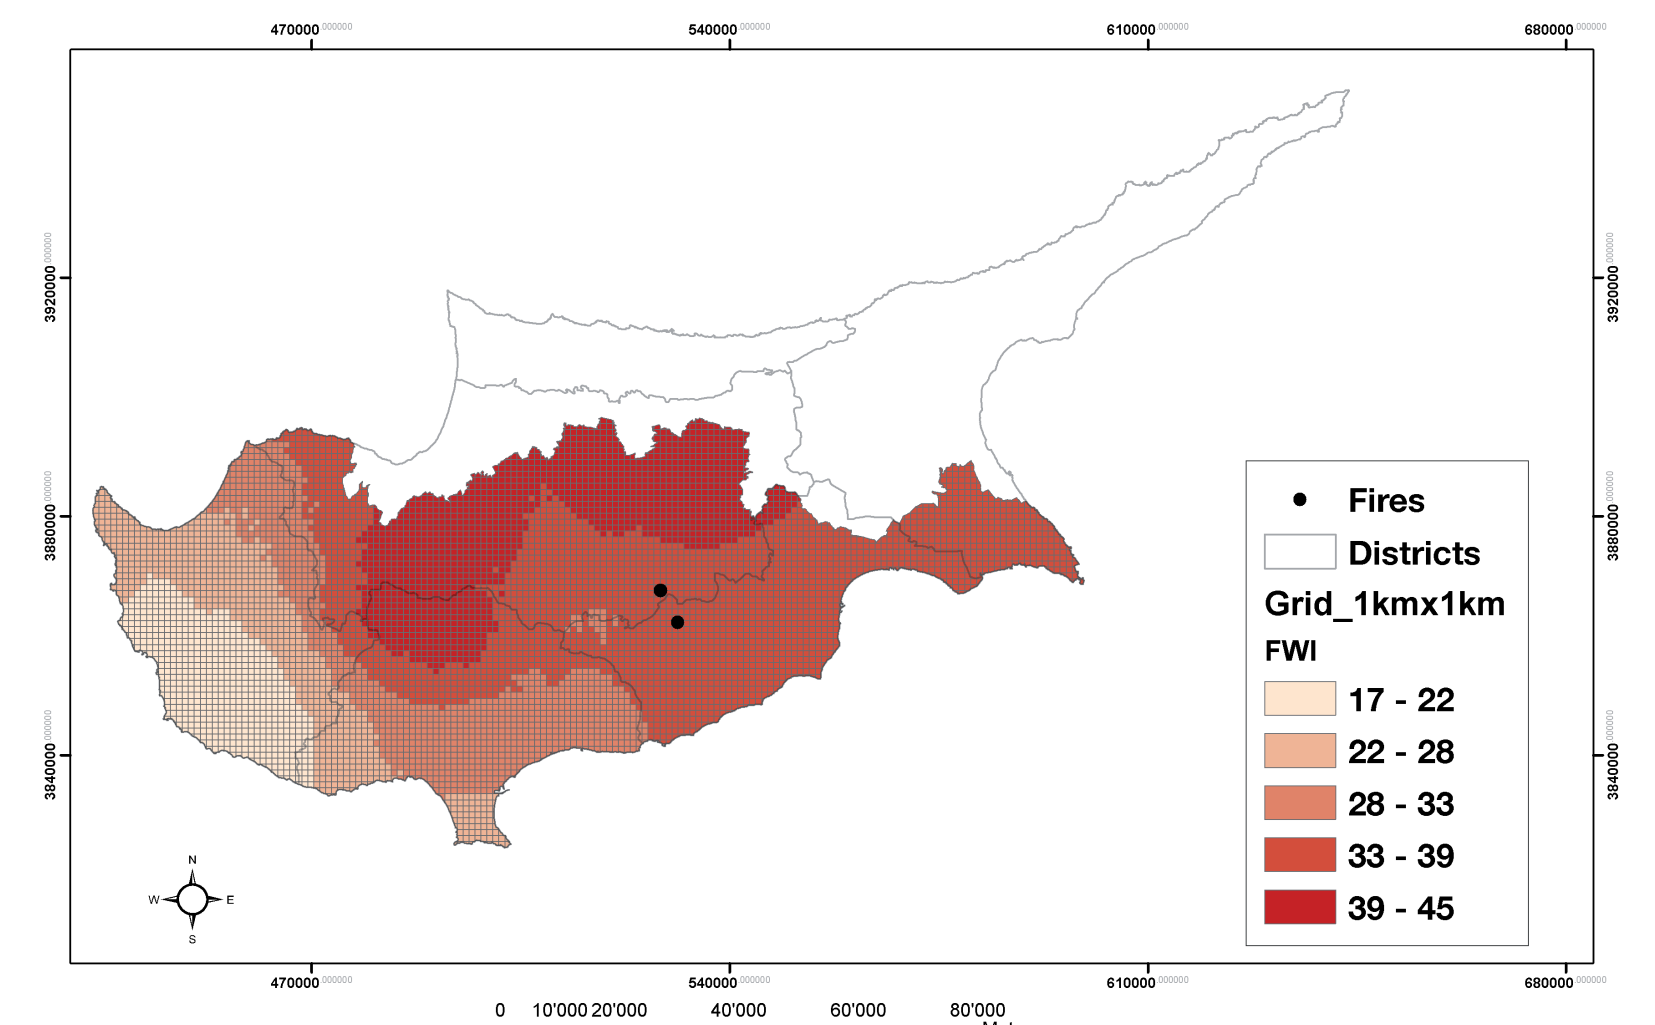 470000.000000 540000.000000 610000.000000 680000.000000
3920000.000000 3920000.000000
3880000.000000 3880000.000000
3840000.000000 3840000.000000
Fires
Districts
Grid_1kmx1km
FWI
17 - 22
22 - 28
28 - 33
33 - 39
39 - 45
N
W E
S
470000.000000 540000.000000 610000.000000 680000.000000
0 10'000 20'000 40'000 60'000 80'000